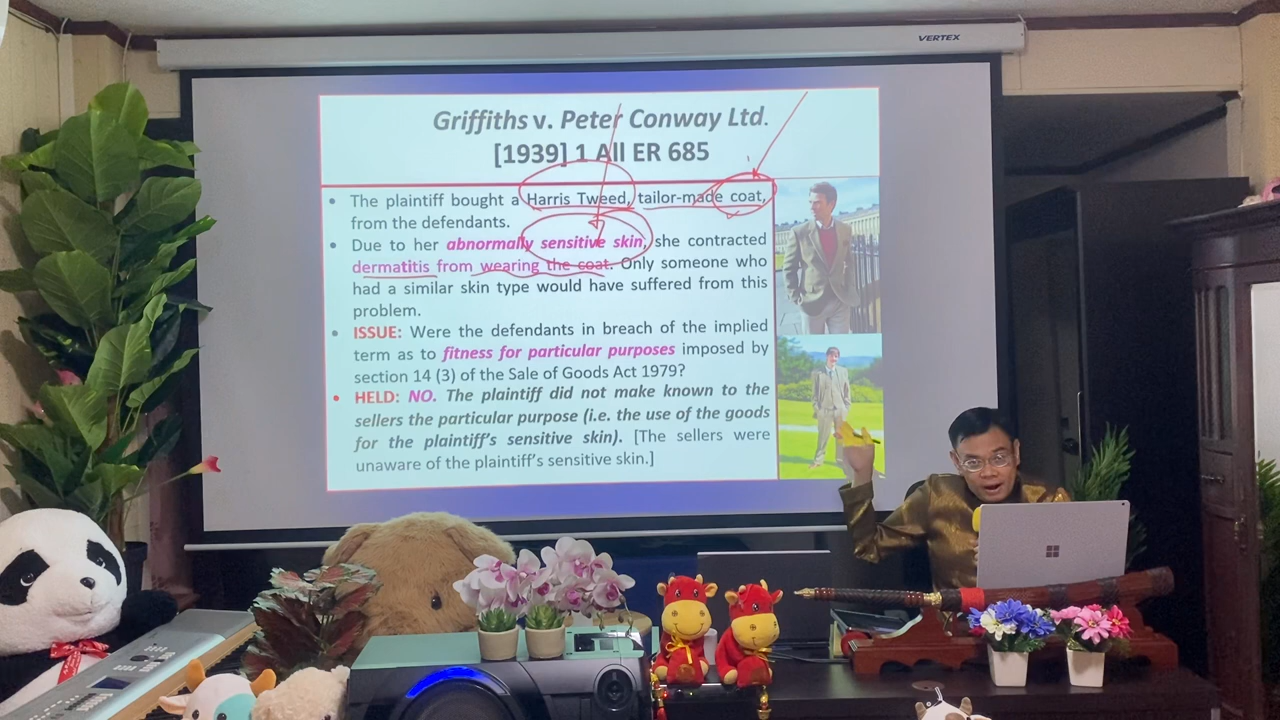 VERTEX
Griffiths v. Peter Conway Ltd.
[1939] 1 All ER 685
• The plaintiff bought a Harris Tweed, tailor-made coat,
from the defendants.
• Due to her abnormally sensitive skin, she contracted
dermatitis from wearing the coat. Only someone who
had a similar skin type would have suffered from this
problem.
• ISSUE: Were the defendants in breach of the implied
term as to fitness for particular purposes imposed by
section 14 (3) of the Sale of Goods Act 1979?
• HELD: NO. The plaintiff did not make known to the
sellers the particular purpose (i.e. the use of the goods
for the plaintiff's sensitive skin). [The sellers were
unaware of the plaintiff's sensitive skin.]